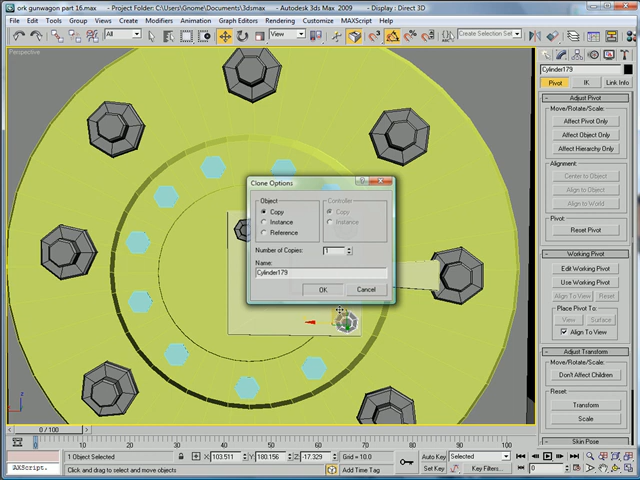 ork gunwagon part 16.max - Project Folder: C:\Users\Gnome\Documents\3dsmax - Autodesk 3ds Max 2009 - Display : Direct 3D
File Edit Tools Group Views Create Modifiers Animation Graph Editors Rendering Customize MAXScript Help
All View Create Selection Set
Perspective
Cylinder179
Pivot IK Link Info
Adjust Pivot
Move/Rotate/Scale:
Affect Pivot Only
Affect Object Only
Affect Hierarchy Only
Alignment:
Center to Object
Align to Object
Align to World
Pivot:
Reset Pivot
Working Pivot
Edit Working Pivot
Use Working Pivot
Align To View Reset
Place Pivot To:
View Surface
Align To View
Adjust Transform
Move/Rotate/Scale:
Don't Affect Children
Reset:
Transform
Scale
Skin Pose
Clone Options
Object Controller
Copy Copy
Instance Instance
Reference
Number of Copies: 1
Name:
Cylinder179
OK Cancel
0 / 100
0 10 20 30 40 50 60 70 80 90 100
1 Object Selected X: 103.511 Y: 180.156 Z: -17.329 Grid = 10.0 Auto Key Selected
AXScript. Click and drag to select and move objects Add Time Tag Set Key Key Filters... 0